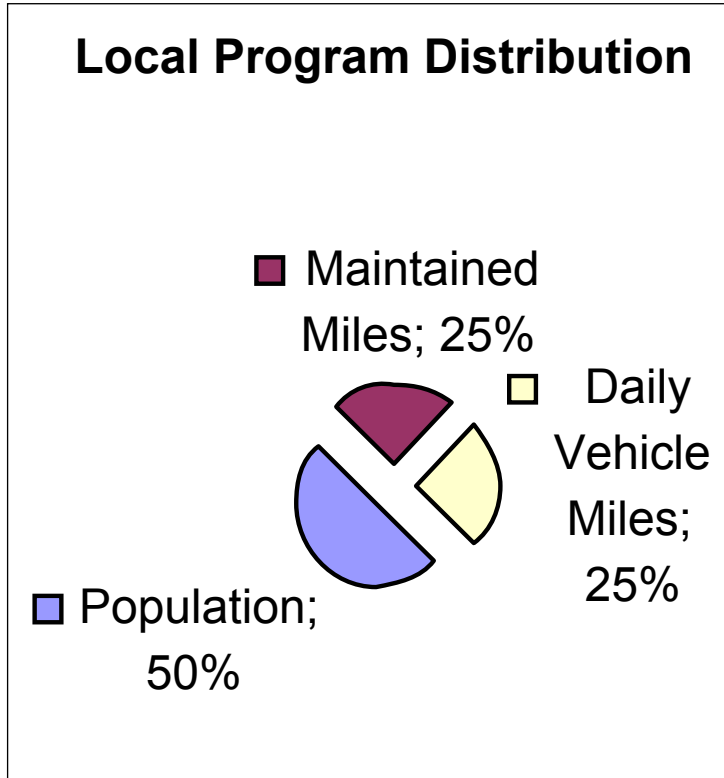 Local Program Distribution
Maintained
Miles; 25%
Daily
Vehicle
Miles;
25%
Population;
50%